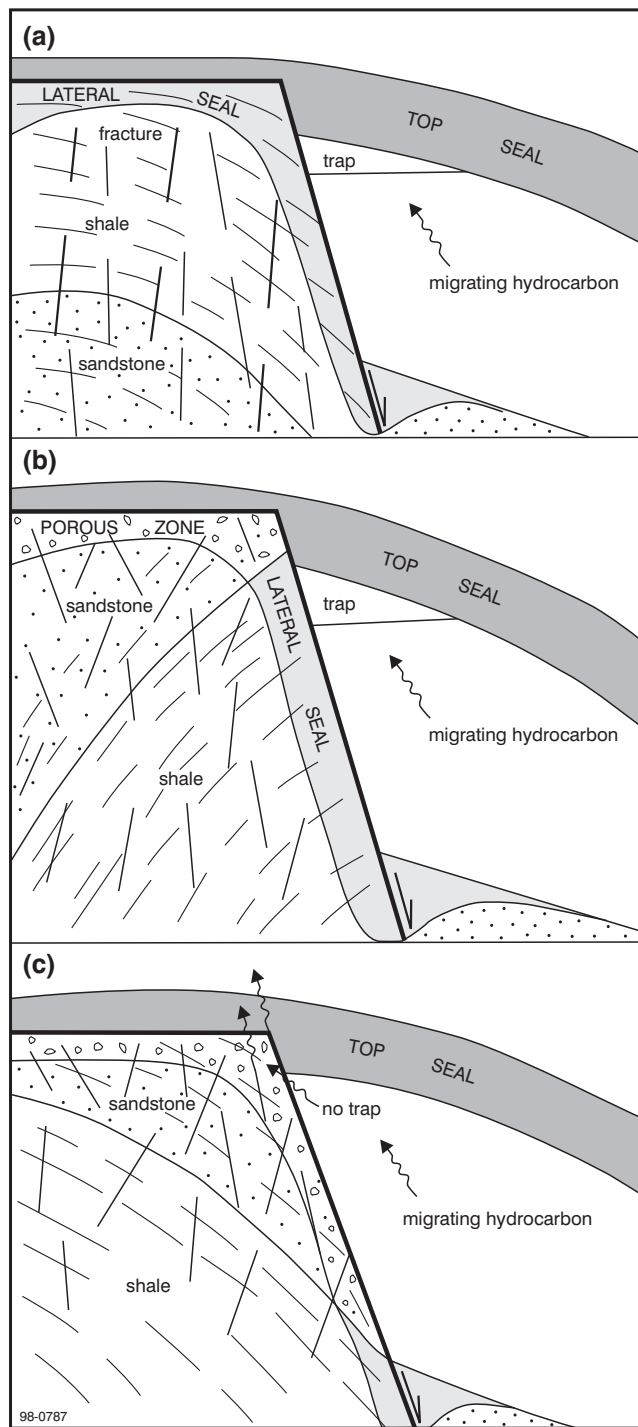 (a)
LATERAL SEAL
TOP SEAL
fracture
trap
shale
migrating hydrocarbon
sandstone
(b)
POROUS ZONE
TOP SEAL
sandstone
LATERAL SEAL
trap
migrating hydrocarbon
shale
(c)
TOP SEAL
sandstone
no trap
migrating hydrocarbon
shale
98-0787